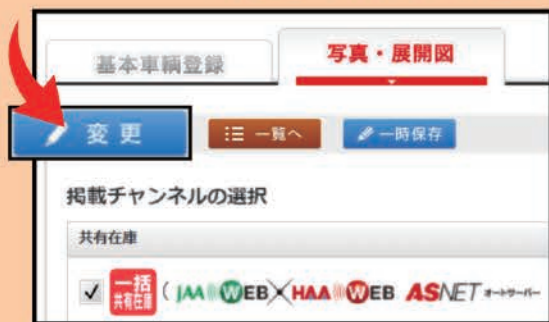 基本車輌登録
写真・展開図
変更
一覧へ
一時保存
掲載チャンネルの選択
共有在庫
一括共有在庫 ( JAA WEB HAA WEB ASNET オートサーバー